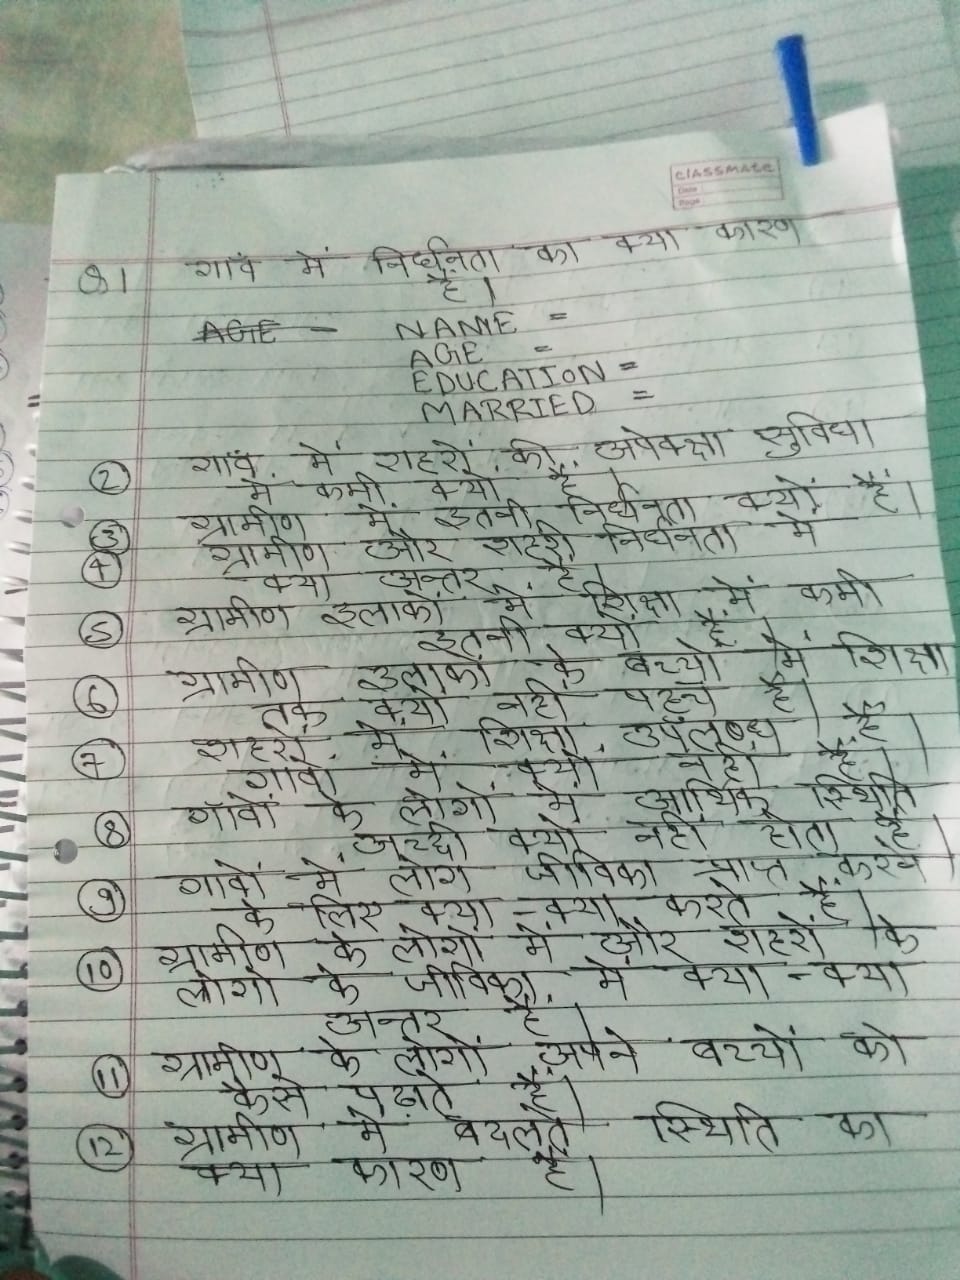 classmate
Date
Page
Q1 गांव में निर्धनता का क्या कारण
है।
AGE - NAME =
AGE =
EDUCATION =
MARRIED =
② गांव में शहरों की अपेक्क्षा सुविधा
में कमी क्यों है।
③ ग्रामीण में इतनी निर्धनता क्यों हैं।
④ ग्रामीण और शहरी निर्धनता में
क्या अन्तर है।
⑤ ग्रामीण इलाकों में शिक्षा में कमी
इतनी क्यों हैं।
⑥ ग्रामीण इलाकों के बच्चों में शिक्षा
तक क्यों नही पहुच है।
⑦ शहरों में शिक्षा उपलब्ध है
गावों में क्यों नही है।
⑧ गाँवों के लोगों में आर्थिक स्थिति
अच्छी क्यों नही होता है।
⑨ गावों में लोग जीविका प्राप्त करने
के लिए क्या-क्या करते हैं।
⑩ ग्रामीण के लोगों में और शहरों के
लोगों के जीविका में क्या-क्या
अन्तर है।
⑪ ग्रामीण के लोगों अपने बच्चों को
कैसे पढ़ाते है।
⑫ ग्रामीण में बदलते स्थिति का
क्या कारण है।